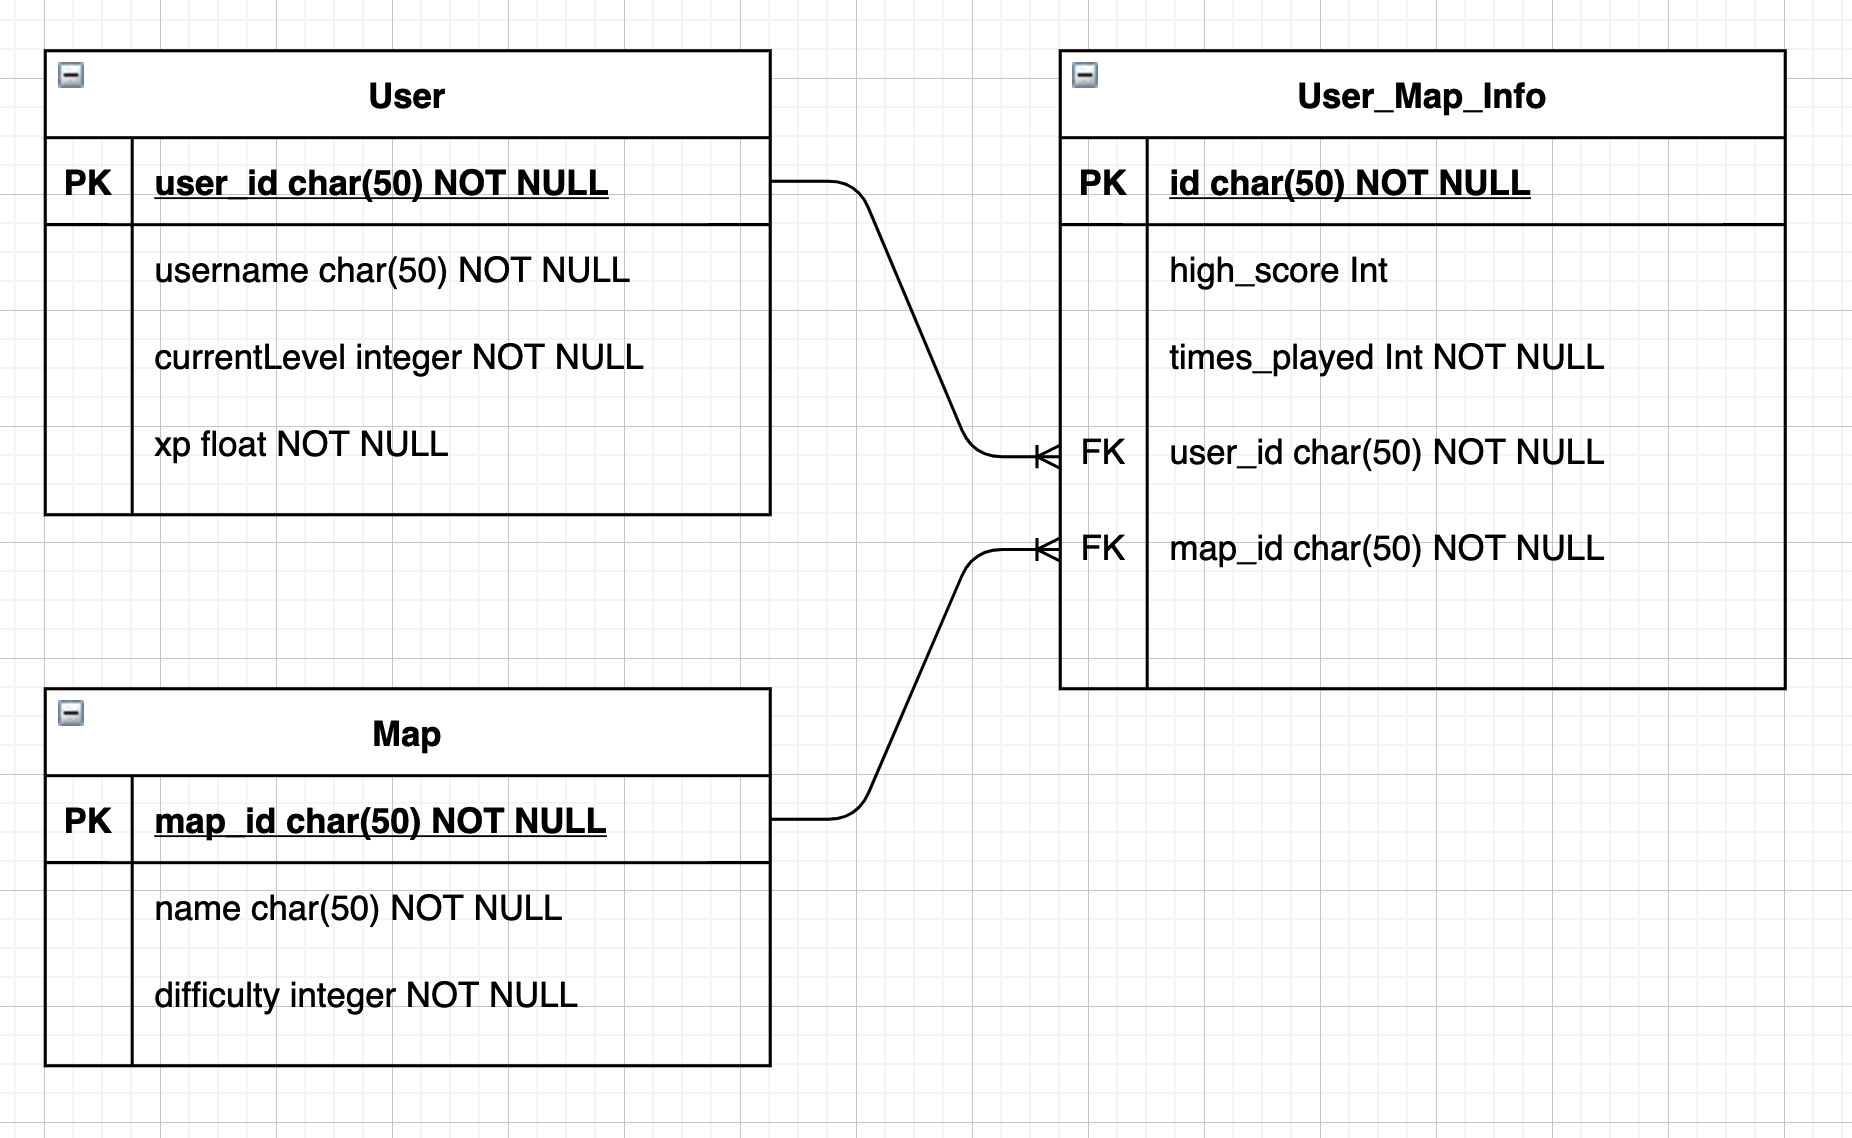 User
PK user_id char(50) NOT NULL
username char(50) NOT NULL
currentLevel integer NOT NULL
xp float NOT NULL
User_Map_Info
PK id char(50) NOT NULL
high_score Int
times_played Int NOT NULL
FK user_id char(50) NOT NULL
FK map_id char(50) NOT NULL
Map
PK map_id char(50) NOT NULL
name char(50) NOT NULL
difficulty integer NOT NULL